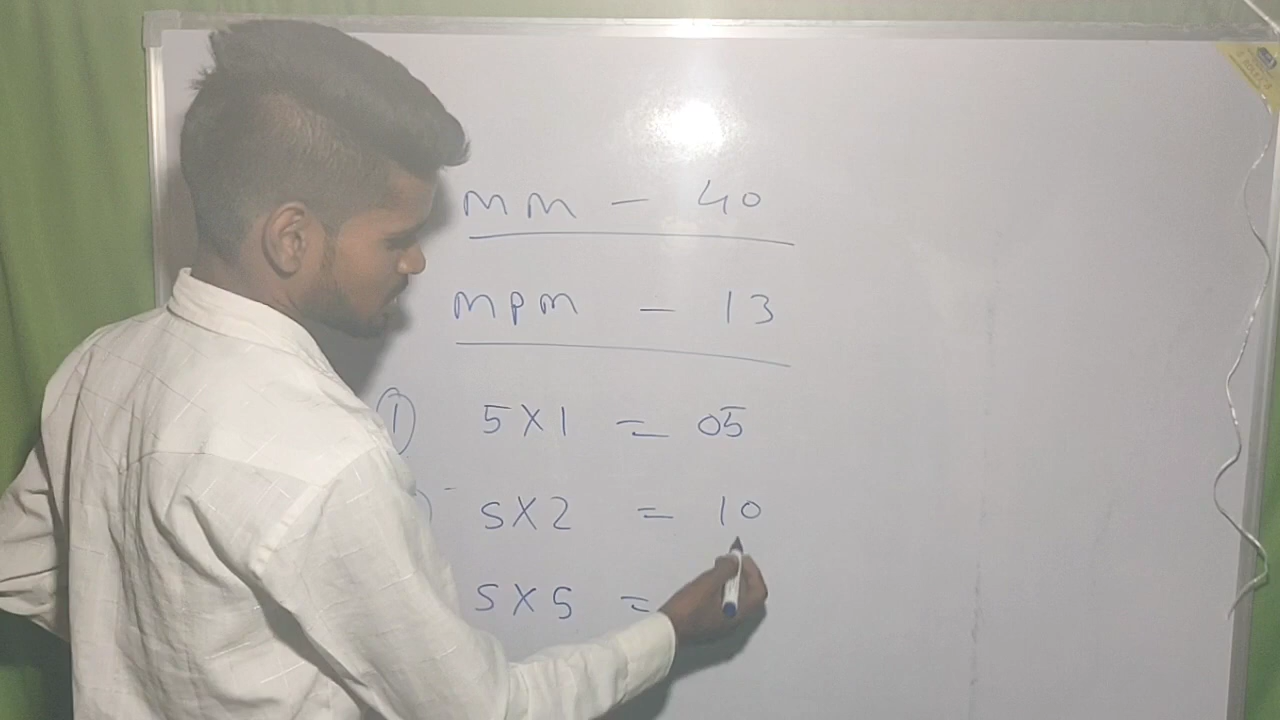 MM - 40
MPM - 13
① 5X1 = 05
5X2 = 10
5X5 =